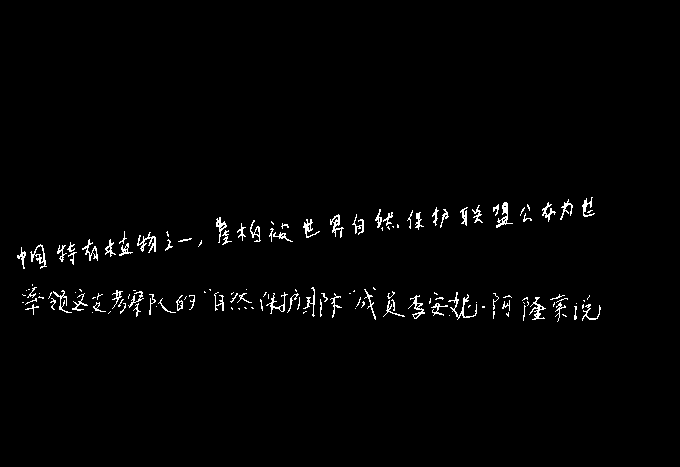 中国特有植物之一,崖柏被世界自然保护联盟公布为世
率领这支考察队的“自然保护国际”成员李安妮·阿隆索说